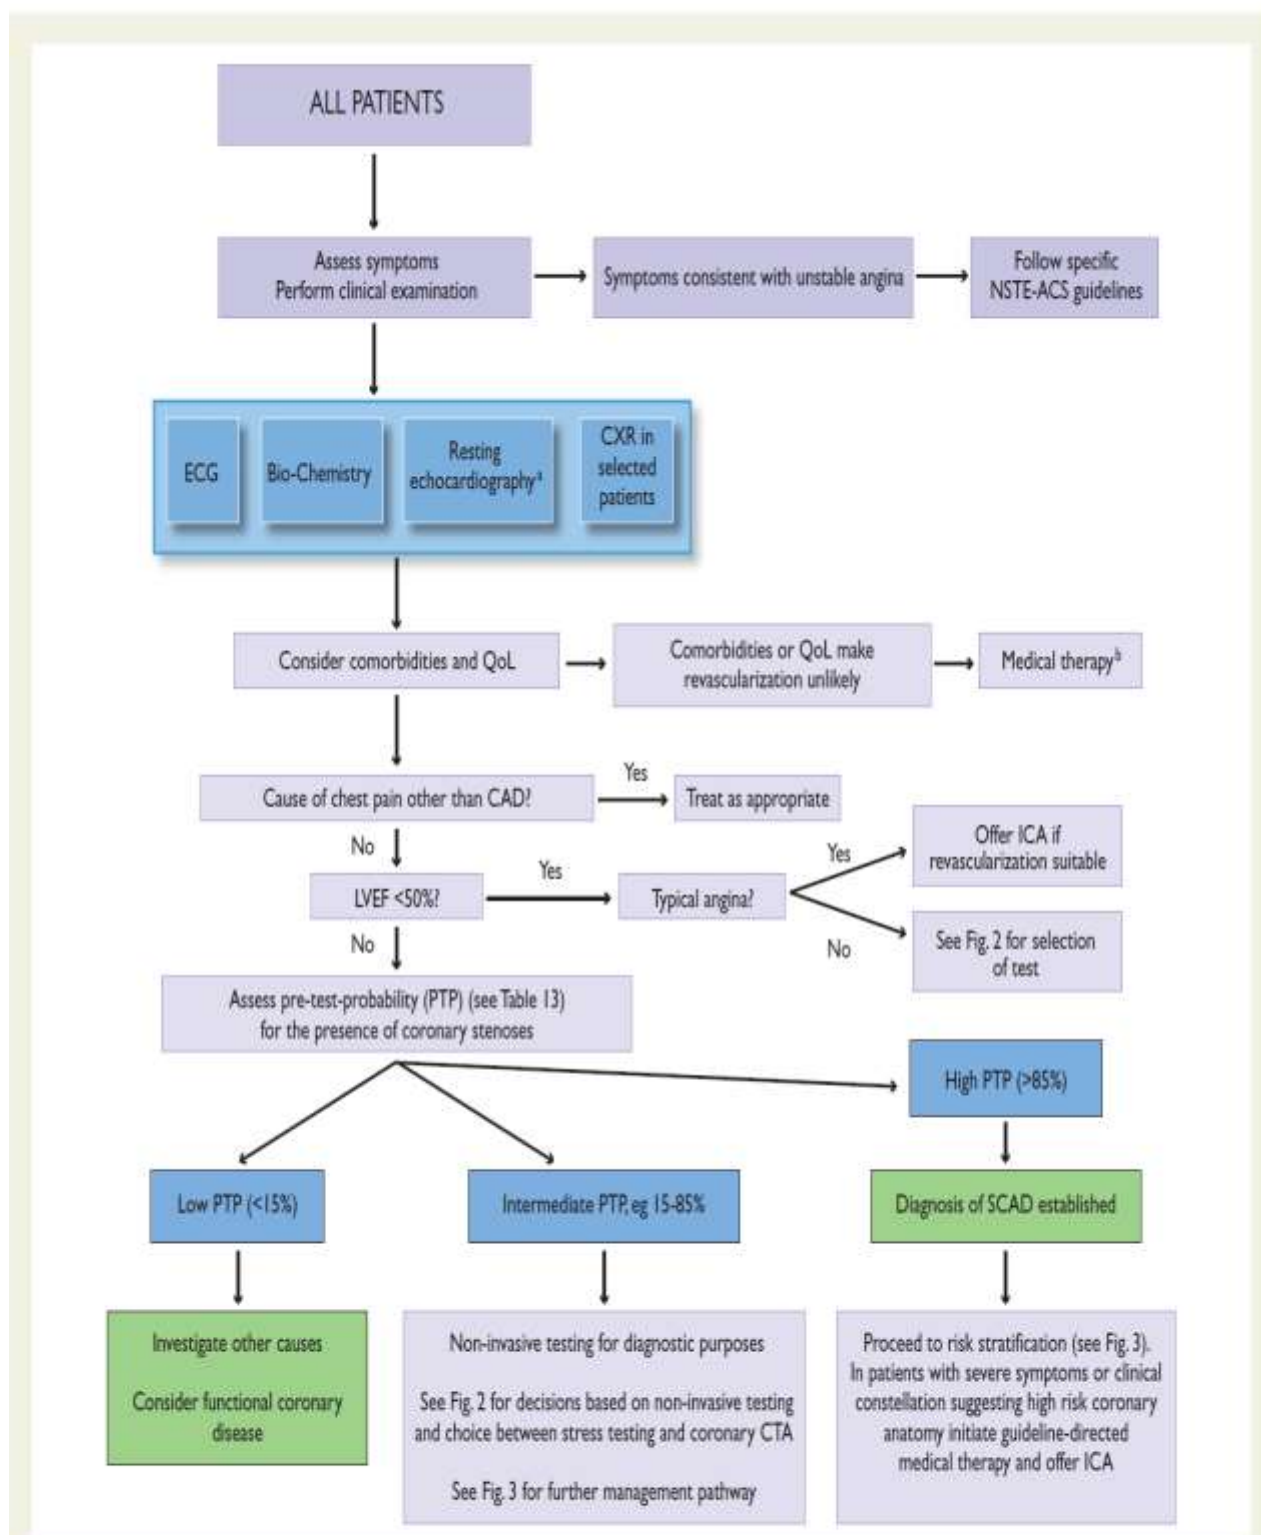 ALL PATIENTS
Assess symptoms
Perform clinical examination
Symptoms consistent with unstable angina
Follow specific
NSTE-ACS guidelines
ECG
Bio-Chemistry
Resting
echocardiographyᵃ
CXR in
selected
patients
Consider comorbidities and QoL
Comorbidities or QoL make
revascularization unlikely
Medical therapyᵇ
Cause of chest pain other than CAD?
Yes
Treat as appropriate
No
LVEF <50%?
Yes
Typical angina?
Yes
Offer ICA if
revascularization suitable
No
See Fig. 2 for selection
of test
No
Assess pre-test-probability (PTP) (see Table 13)
for the presence of coronary stenoses
High PTP (>85%)
Low PTP (<15%)
Intermediate PTP, eg 15-85%
Diagnosis of SCAD established
Investigate other causes
Consider functional coronary
disease
Non-invasive testing for diagnostic purposes
See Fig. 2 for decisions based on non-invasive testing
and choice between stress testing and coronary CTA
See Fig. 3 for further management pathway
Proceed to risk stratification (see Fig. 3).
In patients with severe symptoms or clinical
constellation suggesting high risk coronary
anatomy initiate guideline-directed
medical therapy and offer ICA